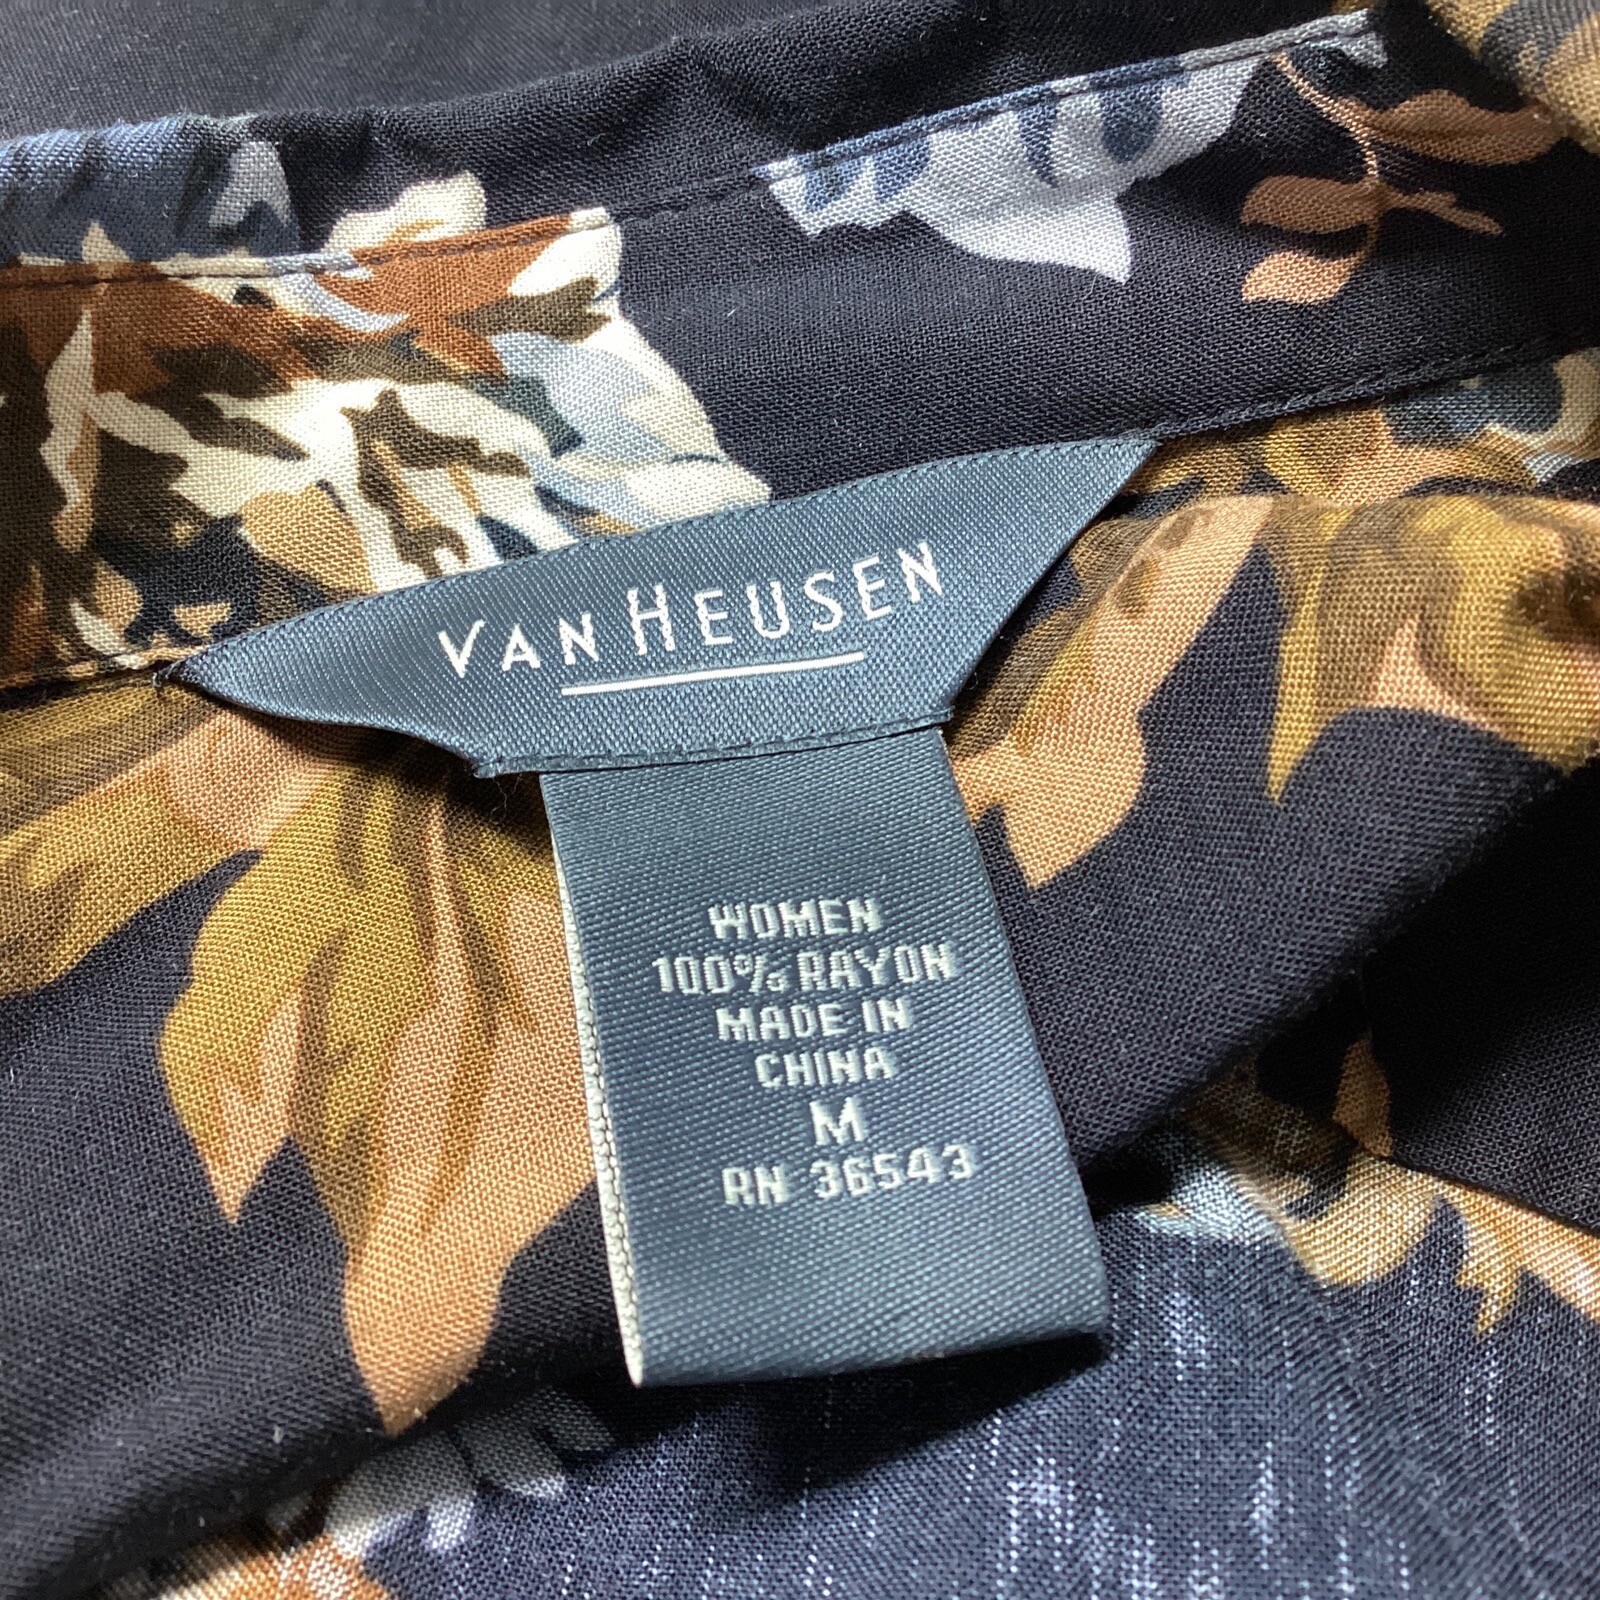 VAN HEUSEN
WOMEN
100% RAYON
MADE IN
CHINA
M
RN 36543